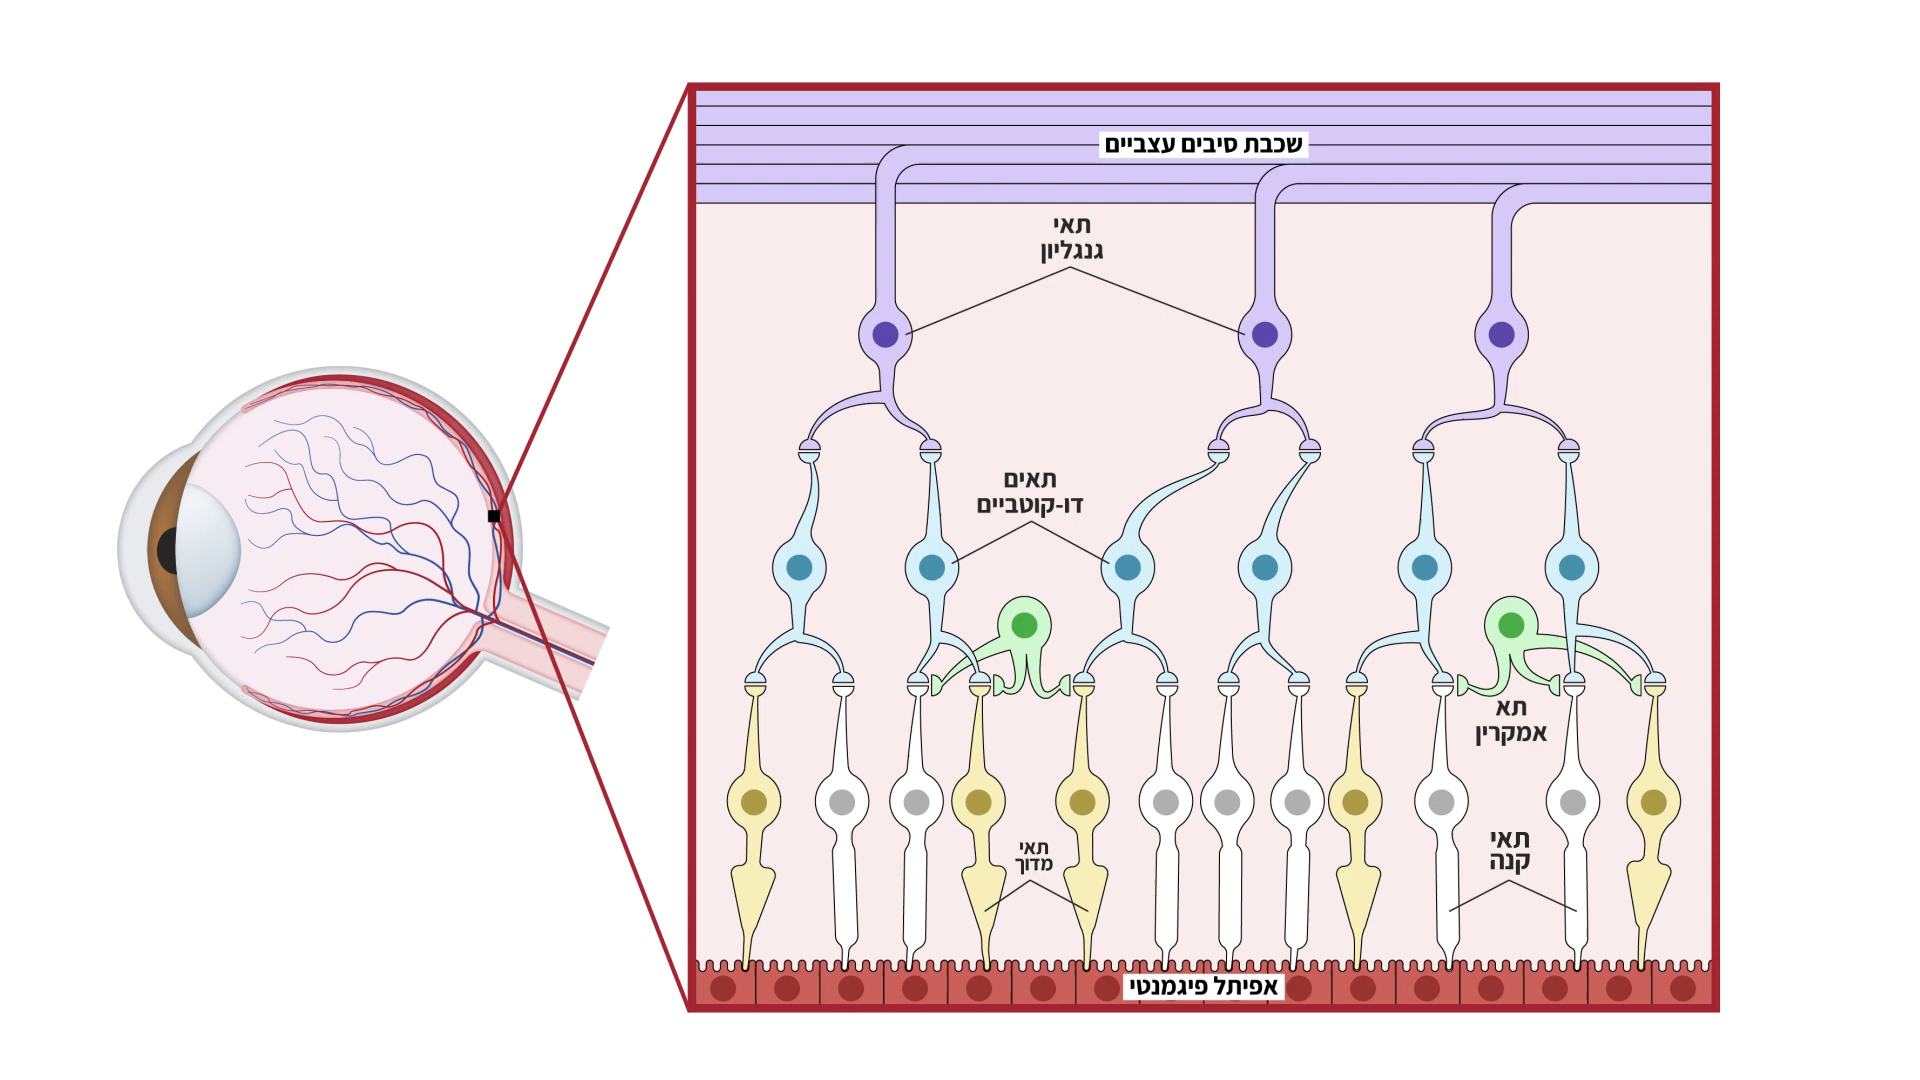 שכבת סיבים עצביים
תאי
גנגליון
תאים
דו-קוטביים
תא
אמקרין
תאי
קנה
תאי
מדוך
אפיתל פיגמנטי